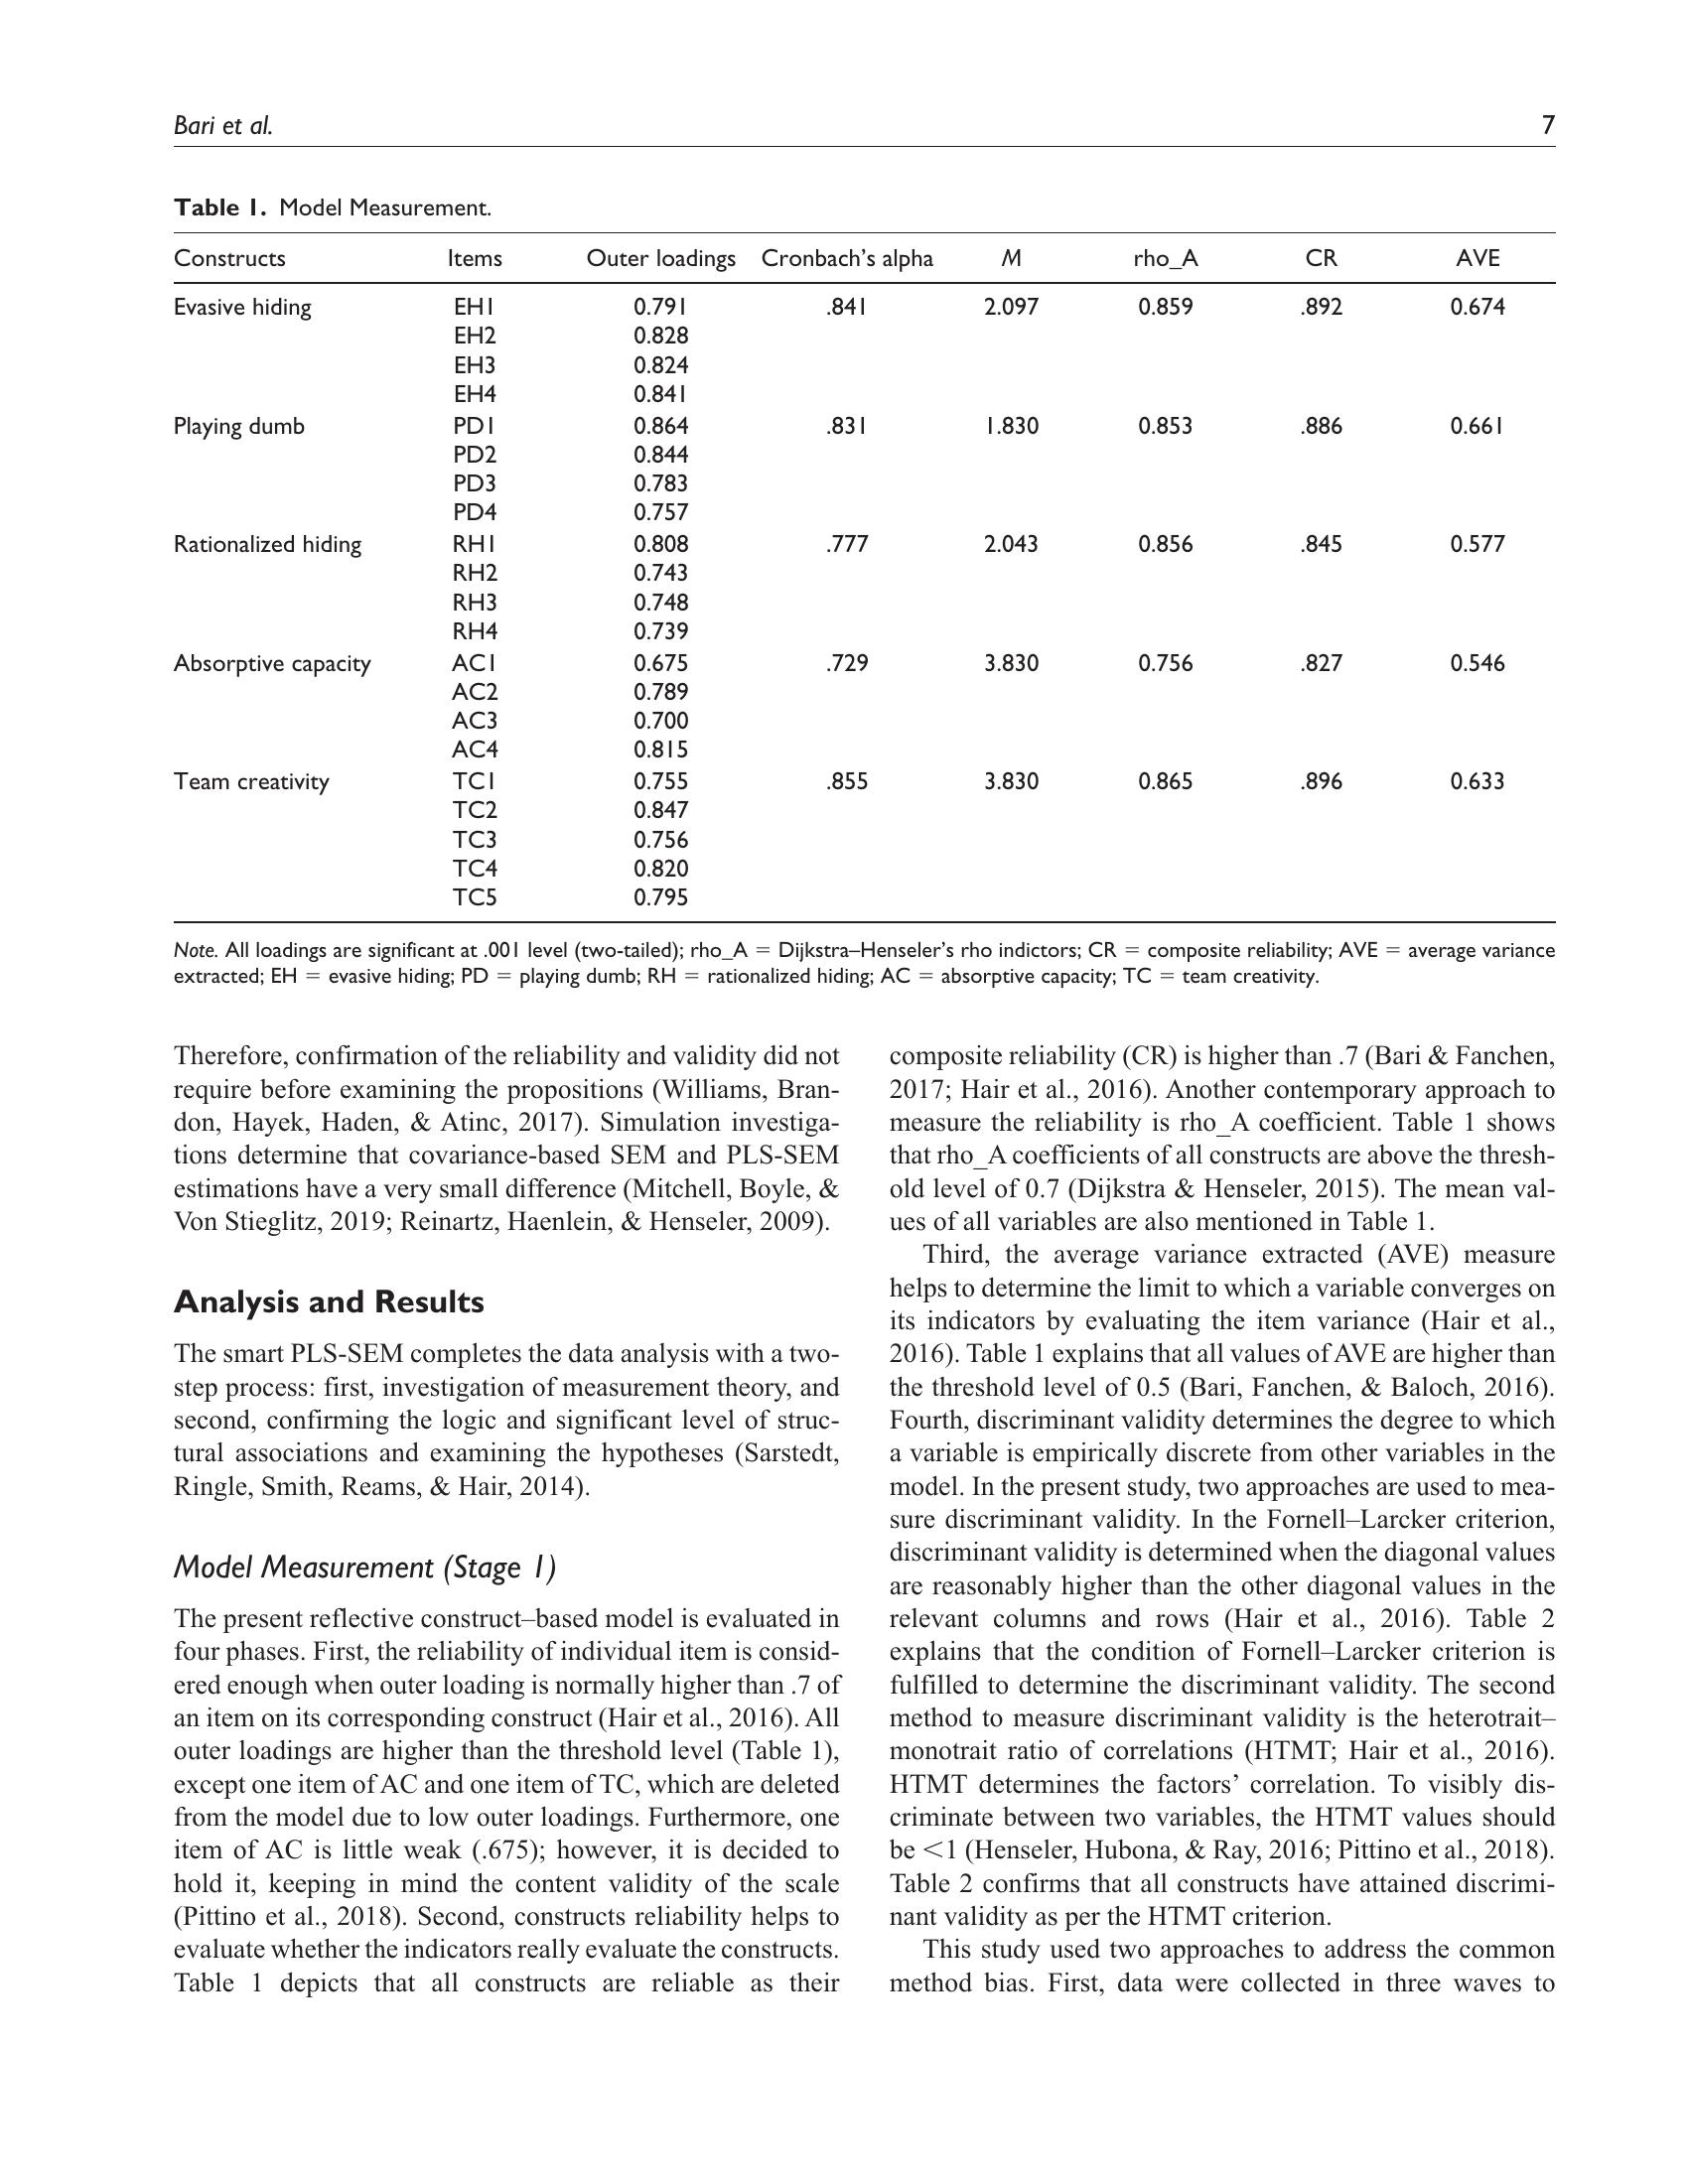 Bari et al. 7
Table 1. Model Measurement.
Constructs Items Outer loadings Cronbach's alpha M rho_A CR AVE
Evasive hiding EH1 0.791 .841 2.097 0.859 .892 0.674
EH2 0.828
EH3 0.824
EH4 0.841
Playing dumb PD1 0.864 .831 1.830 0.853 .886 0.661
PD2 0.844
PD3 0.783
PD4 0.757
Rationalized hiding RH1 0.808 .777 2.043 0.856 .845 0.577
RH2 0.743
RH3 0.748
RH4 0.739
Absorptive capacity AC1 0.675 .729 3.830 0.756 .827 0.546
AC2 0.789
AC3 0.700
AC4 0.815
Team creativity TC1 0.755 .855 3.830 0.865 .896 0.633
TC2 0.847
TC3 0.756
TC4 0.820
TC5 0.795
Note. All loadings are significant at .001 level (two-tailed); rho_A = Dijkstra–Henseler's rho indictors; CR = composite reliability; AVE = average variance
extracted; EH = evasive hiding; PD = playing dumb; RH = rationalized hiding; AC = absorptive capacity; TC = team creativity.
Therefore, confirmation of the reliability and validity did not
require before examining the propositions (Williams, Bran-
don, Hayek, Haden, & Atinc, 2017). Simulation investiga-
tions determine that covariance-based SEM and PLS-SEM
estimations have a very small difference (Mitchell, Boyle, &
Von Stieglitz, 2019; Reinartz, Haenlein, & Henseler, 2009).
Analysis and Results
The smart PLS-SEM completes the data analysis with a two-
step process: first, investigation of measurement theory, and
second, confirming the logic and significant level of struc-
tural associations and examining the hypotheses (Sarstedt,
Ringle, Smith, Reams, & Hair, 2014).
Model Measurement (Stage 1)
The present reflective construct–based model is evaluated in
four phases. First, the reliability of individual item is consid-
ered enough when outer loading is normally higher than .7 of
an item on its corresponding construct (Hair et al., 2016). All
outer loadings are higher than the threshold level (Table 1),
except one item of AC and one item of TC, which are deleted
from the model due to low outer loadings. Furthermore, one
item of AC is little weak (.675); however, it is decided to
hold it, keeping in mind the content validity of the scale
(Pittino et al., 2018). Second, constructs reliability helps to
evaluate whether the indicators really evaluate the constructs.
Table 1 depicts that all constructs are reliable as their
composite reliability (CR) is higher than .7 (Bari & Fanchen,
2017; Hair et al., 2016). Another contemporary approach to
measure the reliability is rho_A coefficient. Table 1 shows
that rho_A coefficients of all constructs are above the thresh-
old level of 0.7 (Dijkstra & Henseler, 2015). The mean val-
ues of all variables are also mentioned in Table 1.
Third, the average variance extracted (AVE) measure
helps to determine the limit to which a variable converges on
its indicators by evaluating the item variance (Hair et al.,
2016). Table 1 explains that all values of AVE are higher than
the threshold level of 0.5 (Bari, Fanchen, & Baloch, 2016).
Fourth, discriminant validity determines the degree to which
a variable is empirically discrete from other variables in the
model. In the present study, two approaches are used to mea-
sure discriminant validity. In the Fornell–Larcker criterion,
discriminant validity is determined when the diagonal values
are reasonably higher than the other diagonal values in the
relevant columns and rows (Hair et al., 2016). Table 2
explains that the condition of Fornell–Larcker criterion is
fulfilled to determine the discriminant validity. The second
method to measure discriminant validity is the heterotrait–
monotrait ratio of correlations (HTMT; Hair et al., 2016).
HTMT determines the factors' correlation. To visibly dis-
criminate between two variables, the HTMT values should
be <1 (Henseler, Hubona, & Ray, 2016; Pittino et al., 2018).
Table 2 confirms that all constructs have attained discrimi-
nant validity as per the HTMT criterion.
This study used two approaches to address the common
method bias. First, data were collected in three waves to